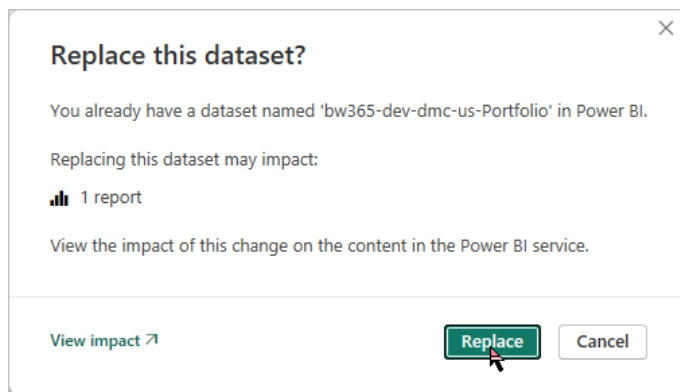 Replace this dataset?
You already have a dataset named 'bw365-dev-dmc-us-Portfolio' in Power BI.
Replacing this dataset may impact:
1 report
View the impact of this change on the content in the Power BI service.
View impact
Replace
Cancel